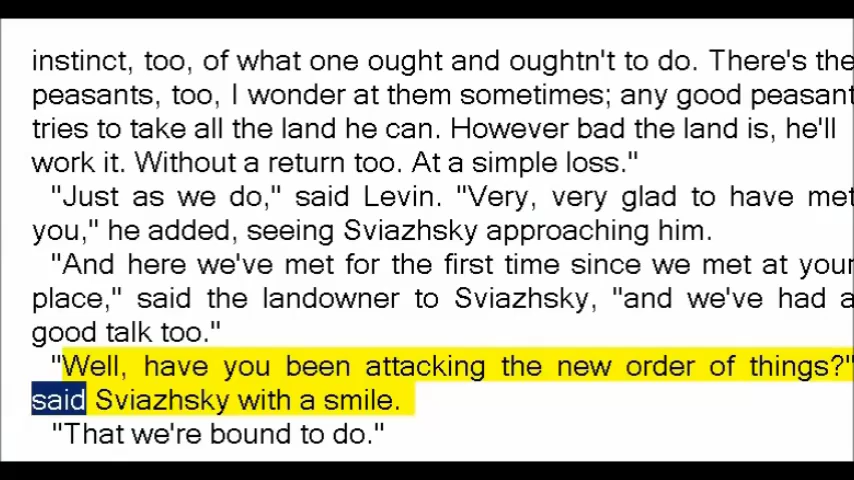 instinct, too, of what one ought and oughtn't to do. There's the
peasants, too, I wonder at them sometimes; any good peasant
tries to take all the land he can. However bad the land is, he'll
work it. Without a return too. At a simple loss."
"Just as we do," said Levin. "Very, very glad to have met
you," he added, seeing Sviazhsky approaching him.
"And here we've met for the first time since we met at your
place," said the landowner to Sviazhsky, "and we've had a
good talk too."
"Well, have you been attacking the new order of things?"
said Sviazhsky with a smile.
"That we're bound to do."